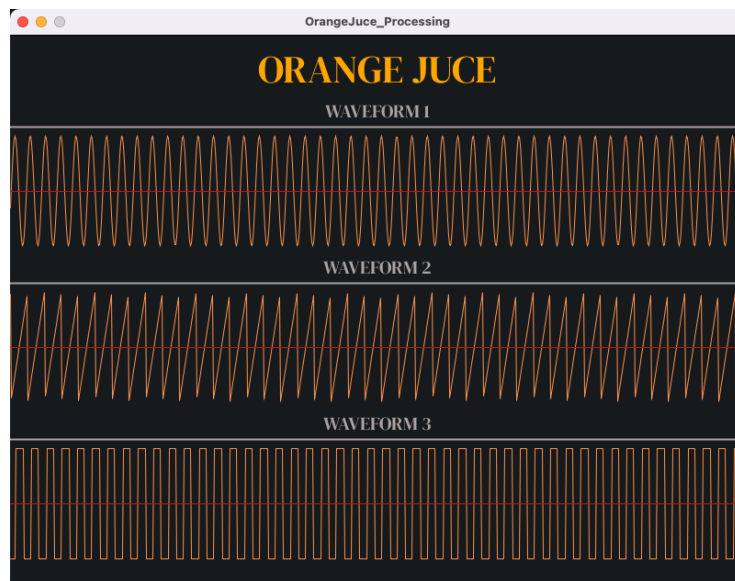 OrangeJuce_Processing
ORANGE JUCE
WAVEFORM 1
WAVEFORM 2
WAVEFORM 3